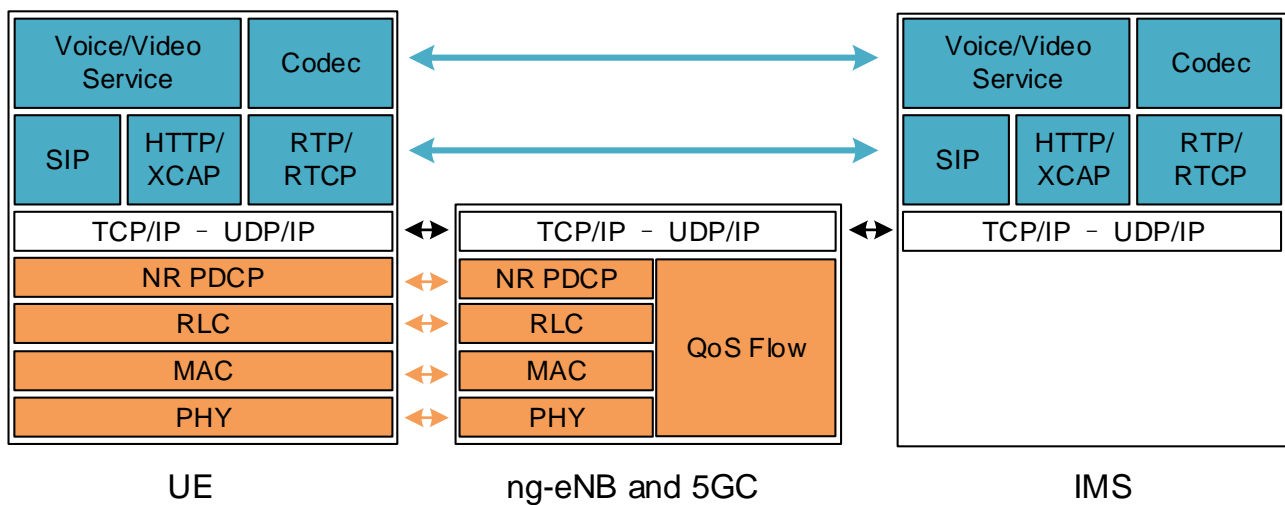 Voice/Video
Service
Codec
SIP
HTTP/
XCAP
RTP/
RTCP
TCP/IP – UDP/IP
NR PDCP
RLC
MAC
PHY
UE
TCP/IP – UDP/IP
NR PDCP
RLC
MAC
PHY
QoS Flow
ng-eNB and 5GC
Voice/Video
Service
Codec
SIP
HTTP/
XCAP
RTP/
RTCP
TCP/IP – UDP/IP
IMS